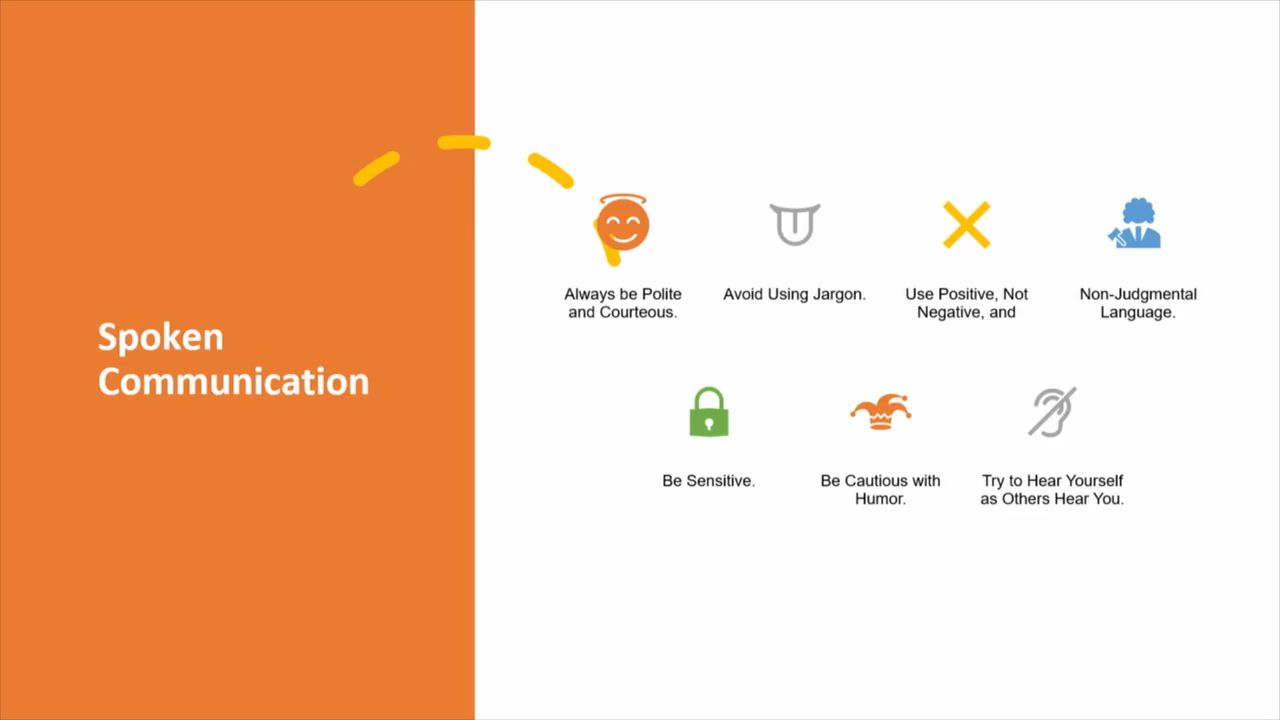 Spoken
Communication
Always be Polite
and Courteous.
Avoid Using Jargon.
Use Positive, Not
Negative, and
Non-Judgmental
Language.
Be Sensitive.
Be Cautious with
Humor.
Try to Hear Yourself
as Others Hear You.